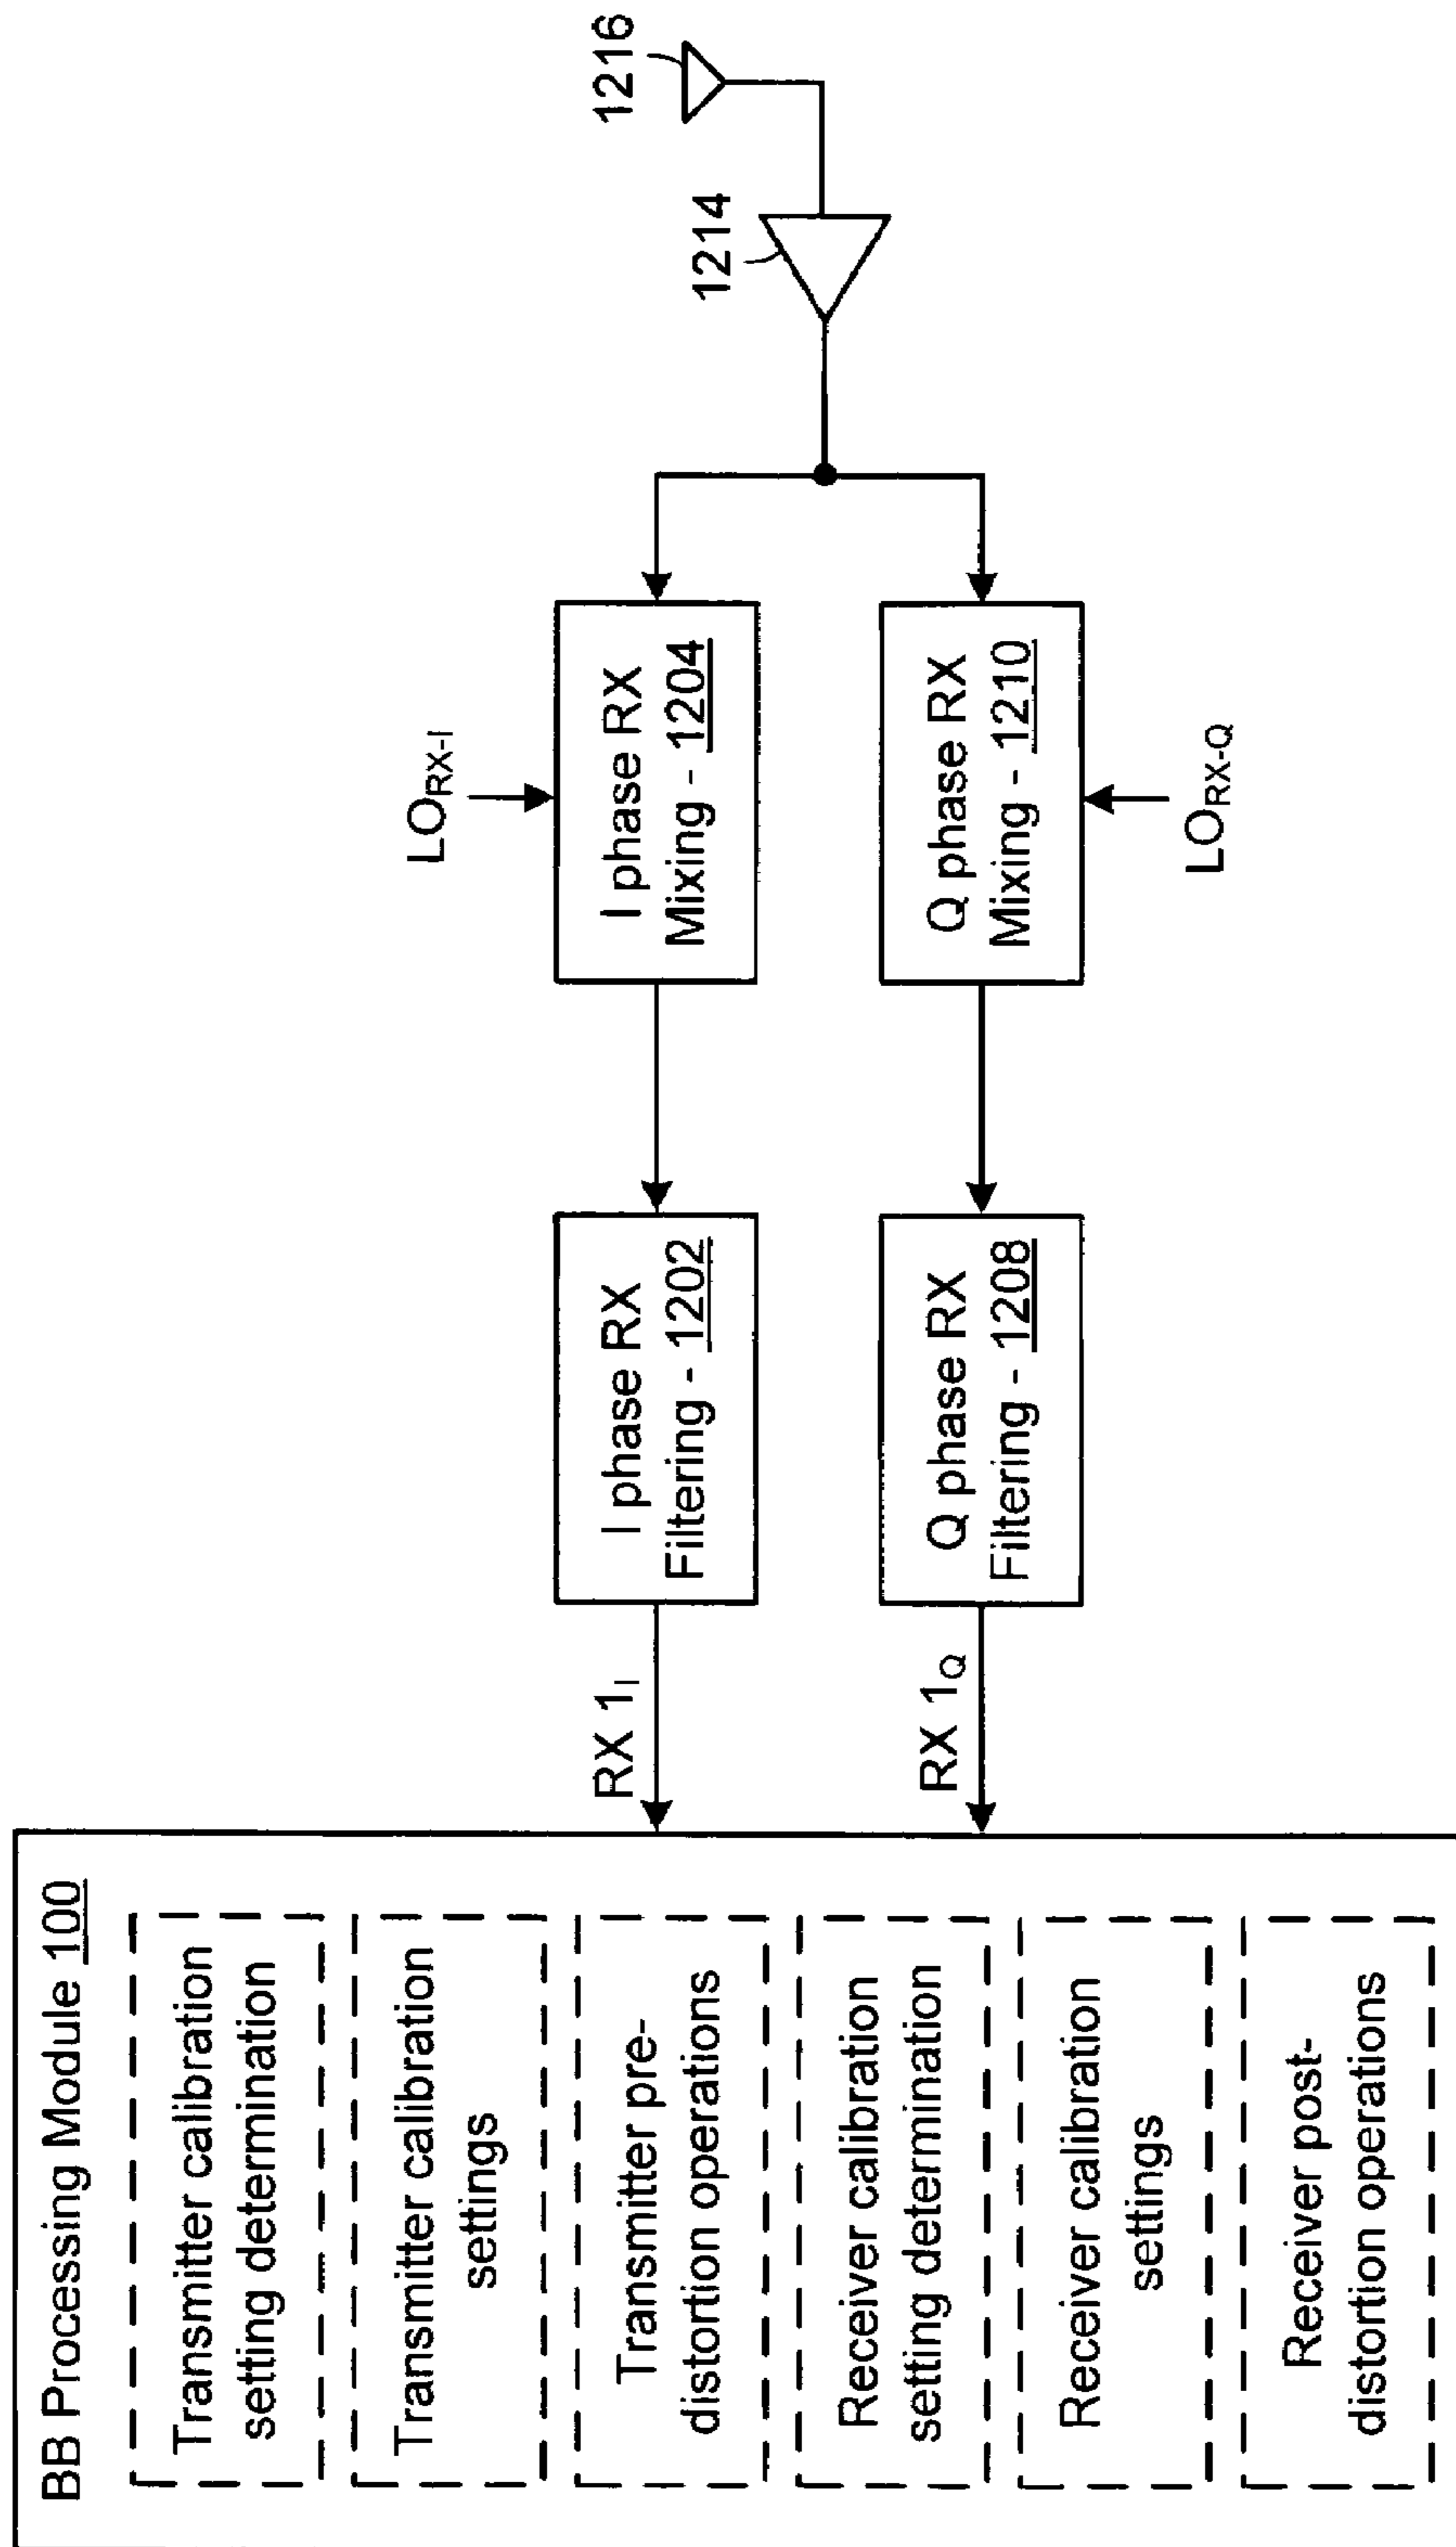 BB Processing Module 100
Transmitter calibration
setting determination
Transmitter calibration
settings
Transmitter pre-
distortion operations
Receiver calibration
setting determination
Receiver calibration
settings
Receiver post-
distortion operations
RX 1I
RX 1Q
I phase RX
Filtering - 1202
Q phase RX
Filtering - 1208
LORX-I
I phase RX
Mixing - 1204
Q phase RX
Mixing - 1210
LORX-Q
1214
1216